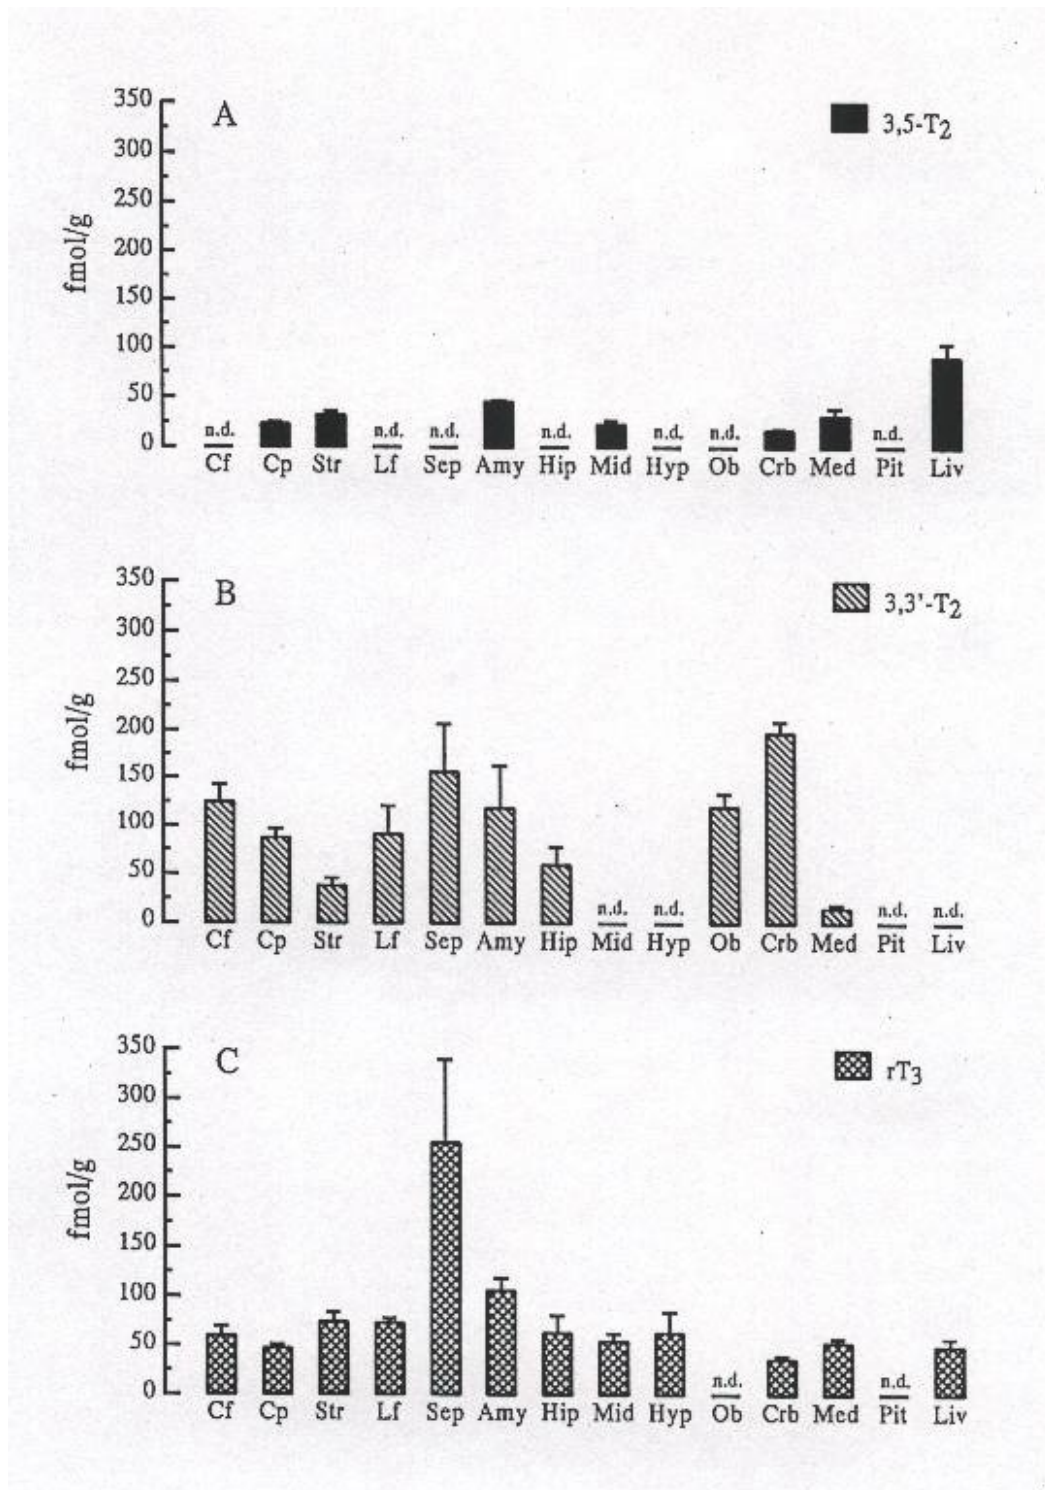 A
3,5-T2
350
300
250
200
150
100
50
0
fmol/g
n.d. n.d. n.d. n.d. n.d. n.d. n.d.
Cf Cp Str Lf Sep Amy Hip Mid Hyp Ob Crb Med Pit Liv
B
3,3'-T2
350
300
250
200
150
100
50
0
fmol/g
n.d. n.d. n.d. n.d.
Cf Cp Str Lf Sep Amy Hip Mid Hyp Ob Crb Med Pit Liv
C
rT3
350
300
250
200
150
100
50
0
fmol/g
n.d. n.d.
Cf Cp Str Lf Sep Amy Hip Mid Hyp Ob Crb Med Pit Liv